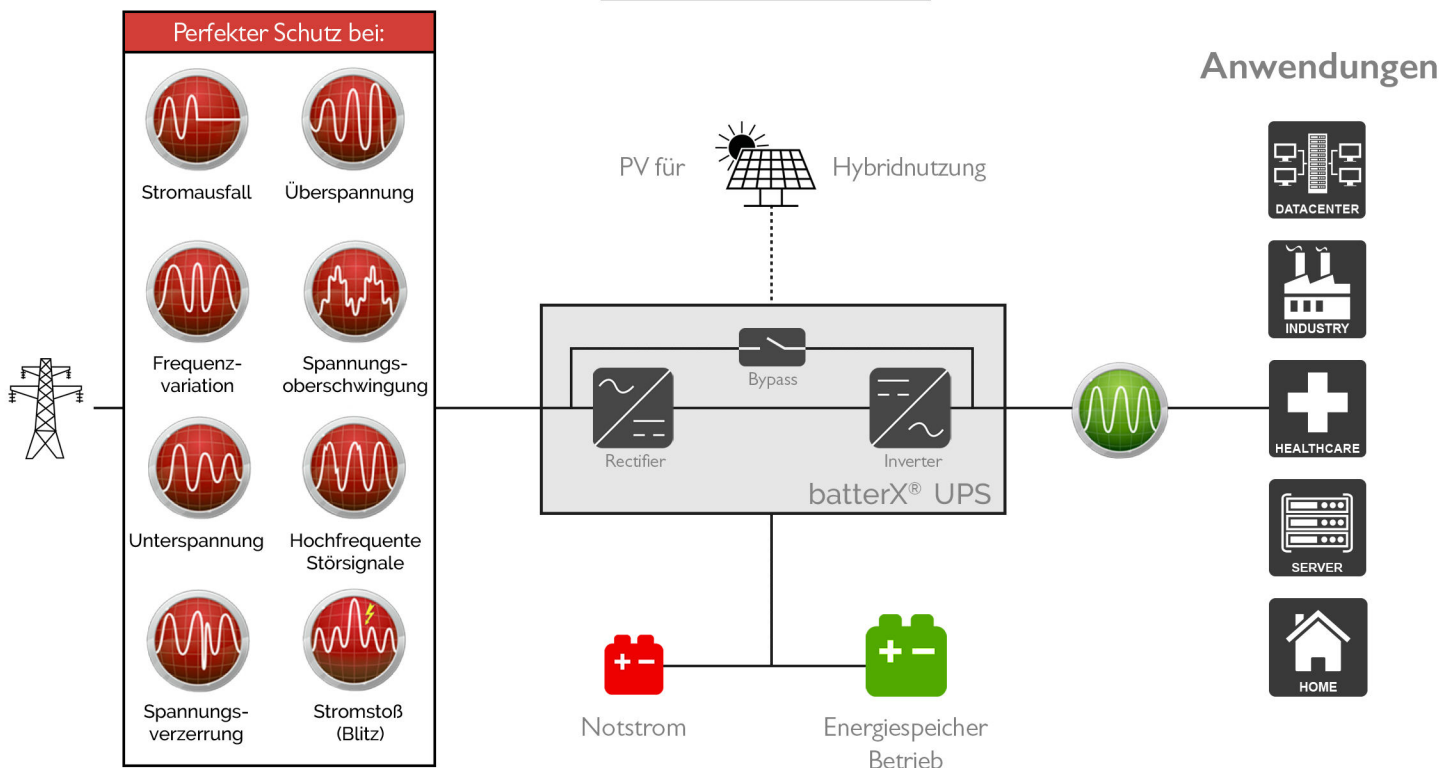 Perfekter Schutz bei:
Stromausfall
Überspannung
Frequenz-
variation
Spannungs-
oberschwingung
Unterspannung
Hochfrequente
Störsignale
Spannungs-
verzerrung
Stromstoß
(Blitz)
PV für
Hybridnutzung
Bypass
Rectifier
Inverter
batterX® UPS
Notstrom
Energiespeicher
Betrieb
Anwendungen
DATACENTER
INDUSTRY
HEALTHCARE
SERVER
HOME